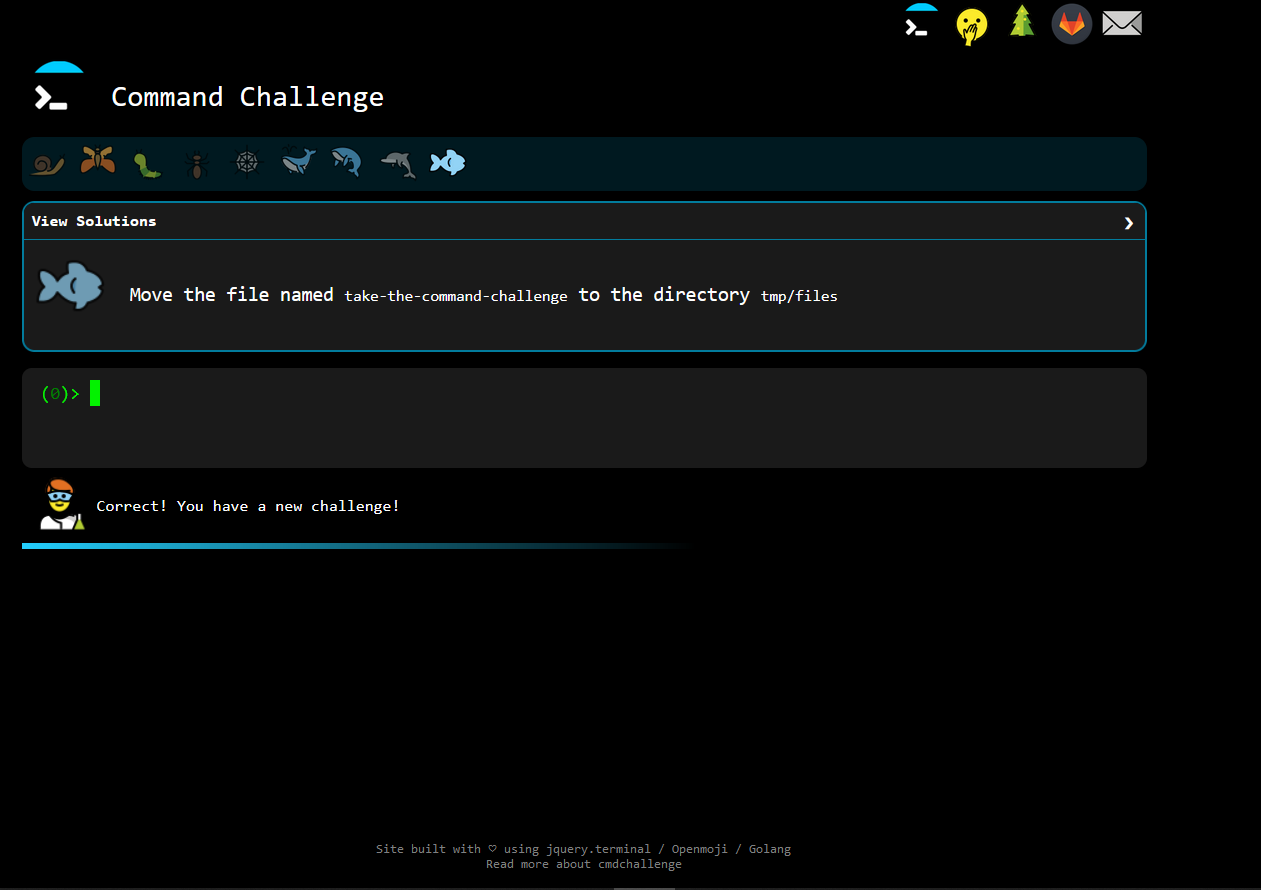 Command Challenge
View Solutions ❯
Move the file named take-the-command-challenge to the directory tmp/files
(0)>
Correct! You have a new challenge!
Site built with ♡ using jquery.terminal / Openmoji / Golang
Read more about cmdchallenge